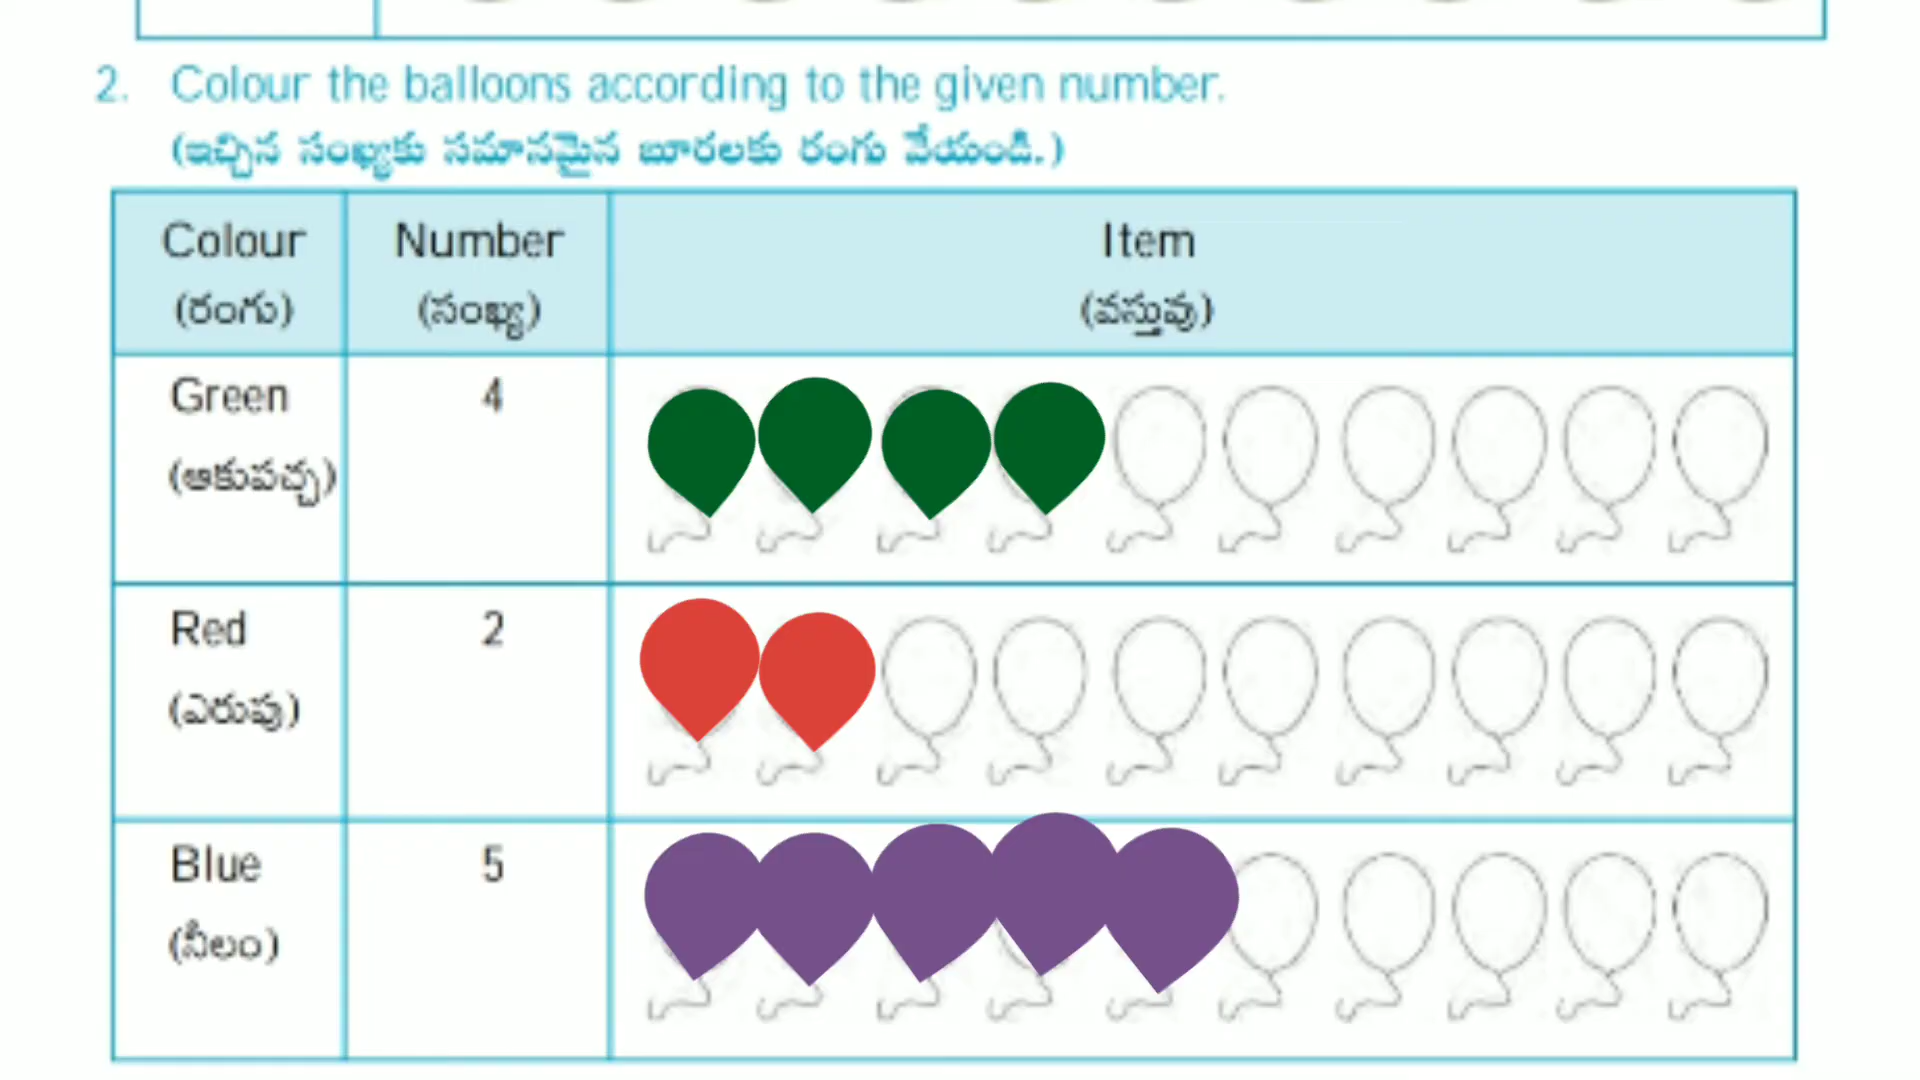 2. Colour the balloons according to the given number.
(ఇచ్చిన సంఖ్యకు సమానమైన బూరలకు రంగు వేయండి.)
Colour Number Item
(రంగు) (సంఖ్య) (వస్తువు)
Green 4
(ఆకుపచ్చ)
Red 2
(ఎరుపు)
Blue 5
(నీలం)